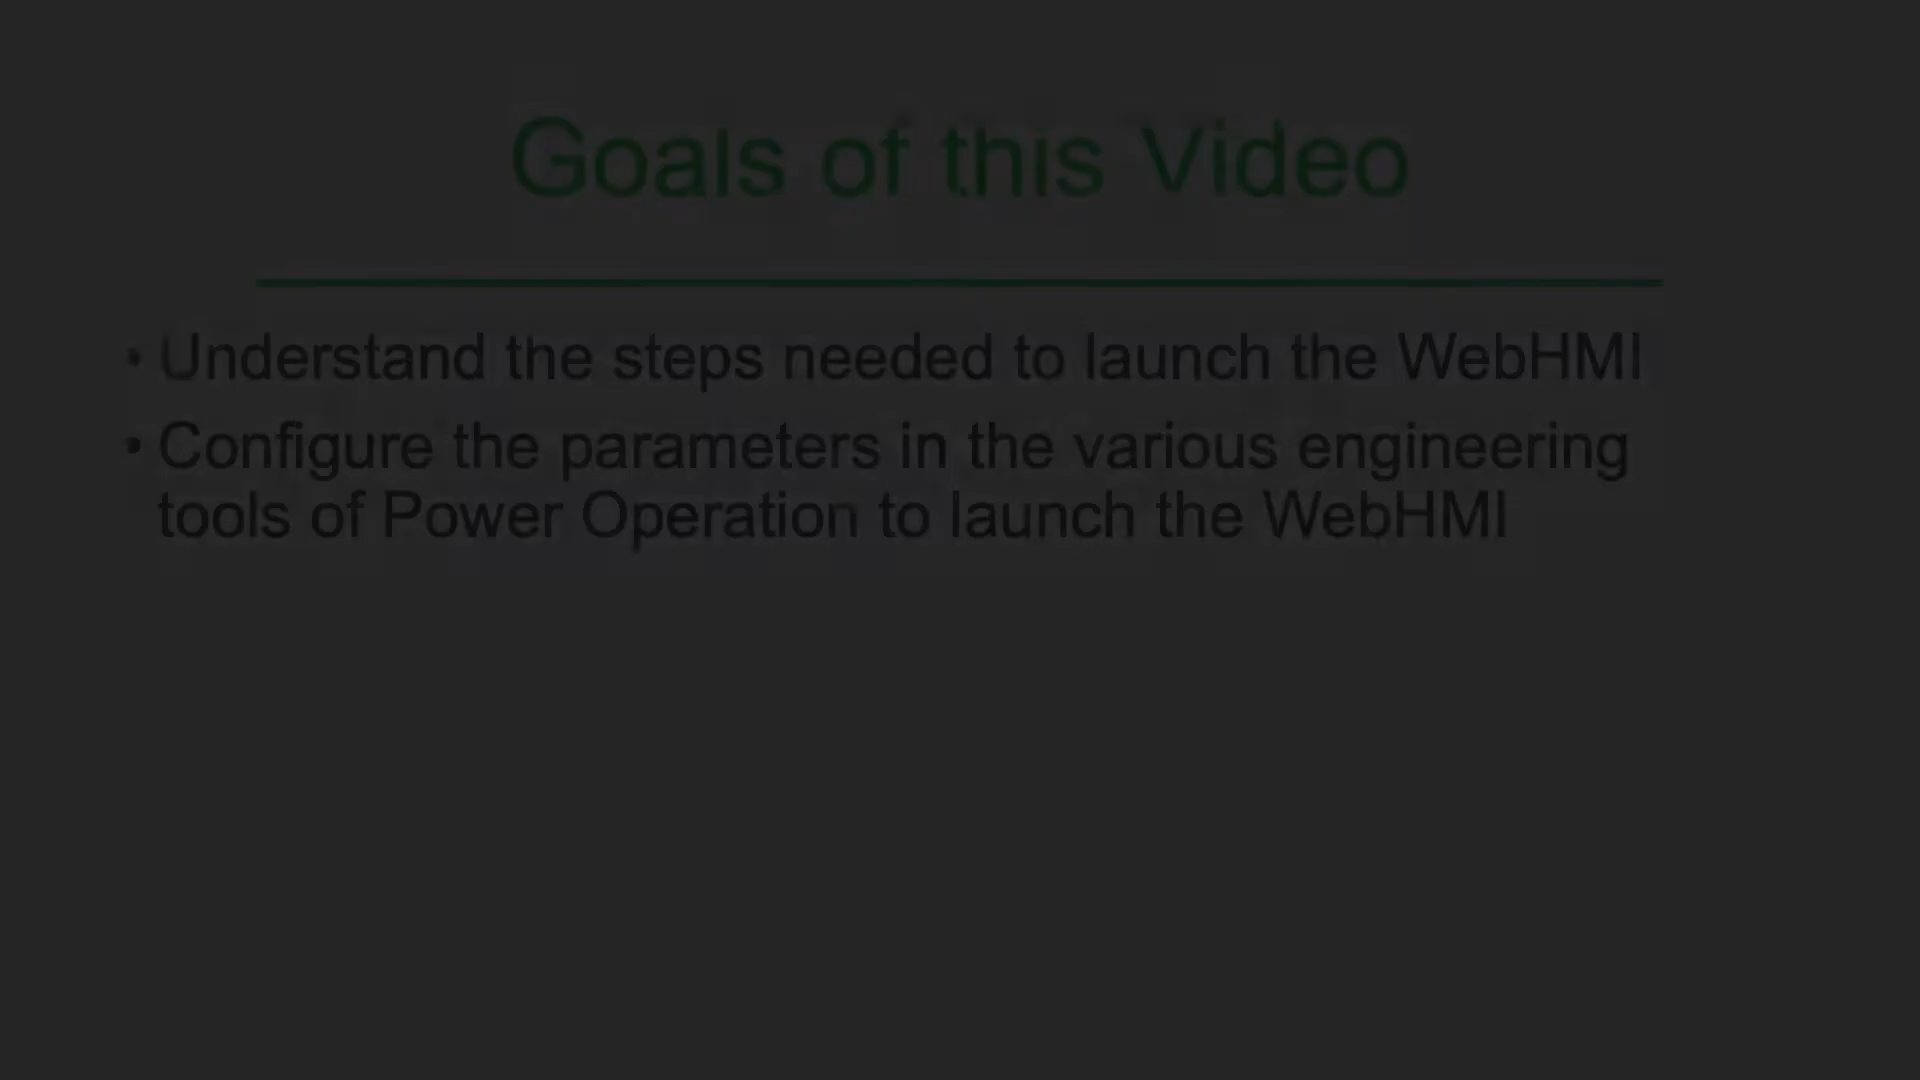 Goals of this Video
• Understand the steps needed to launch the WebHMI
• Configure the parameters in the various engineering
tools of Power Operation to launch the WebHMI